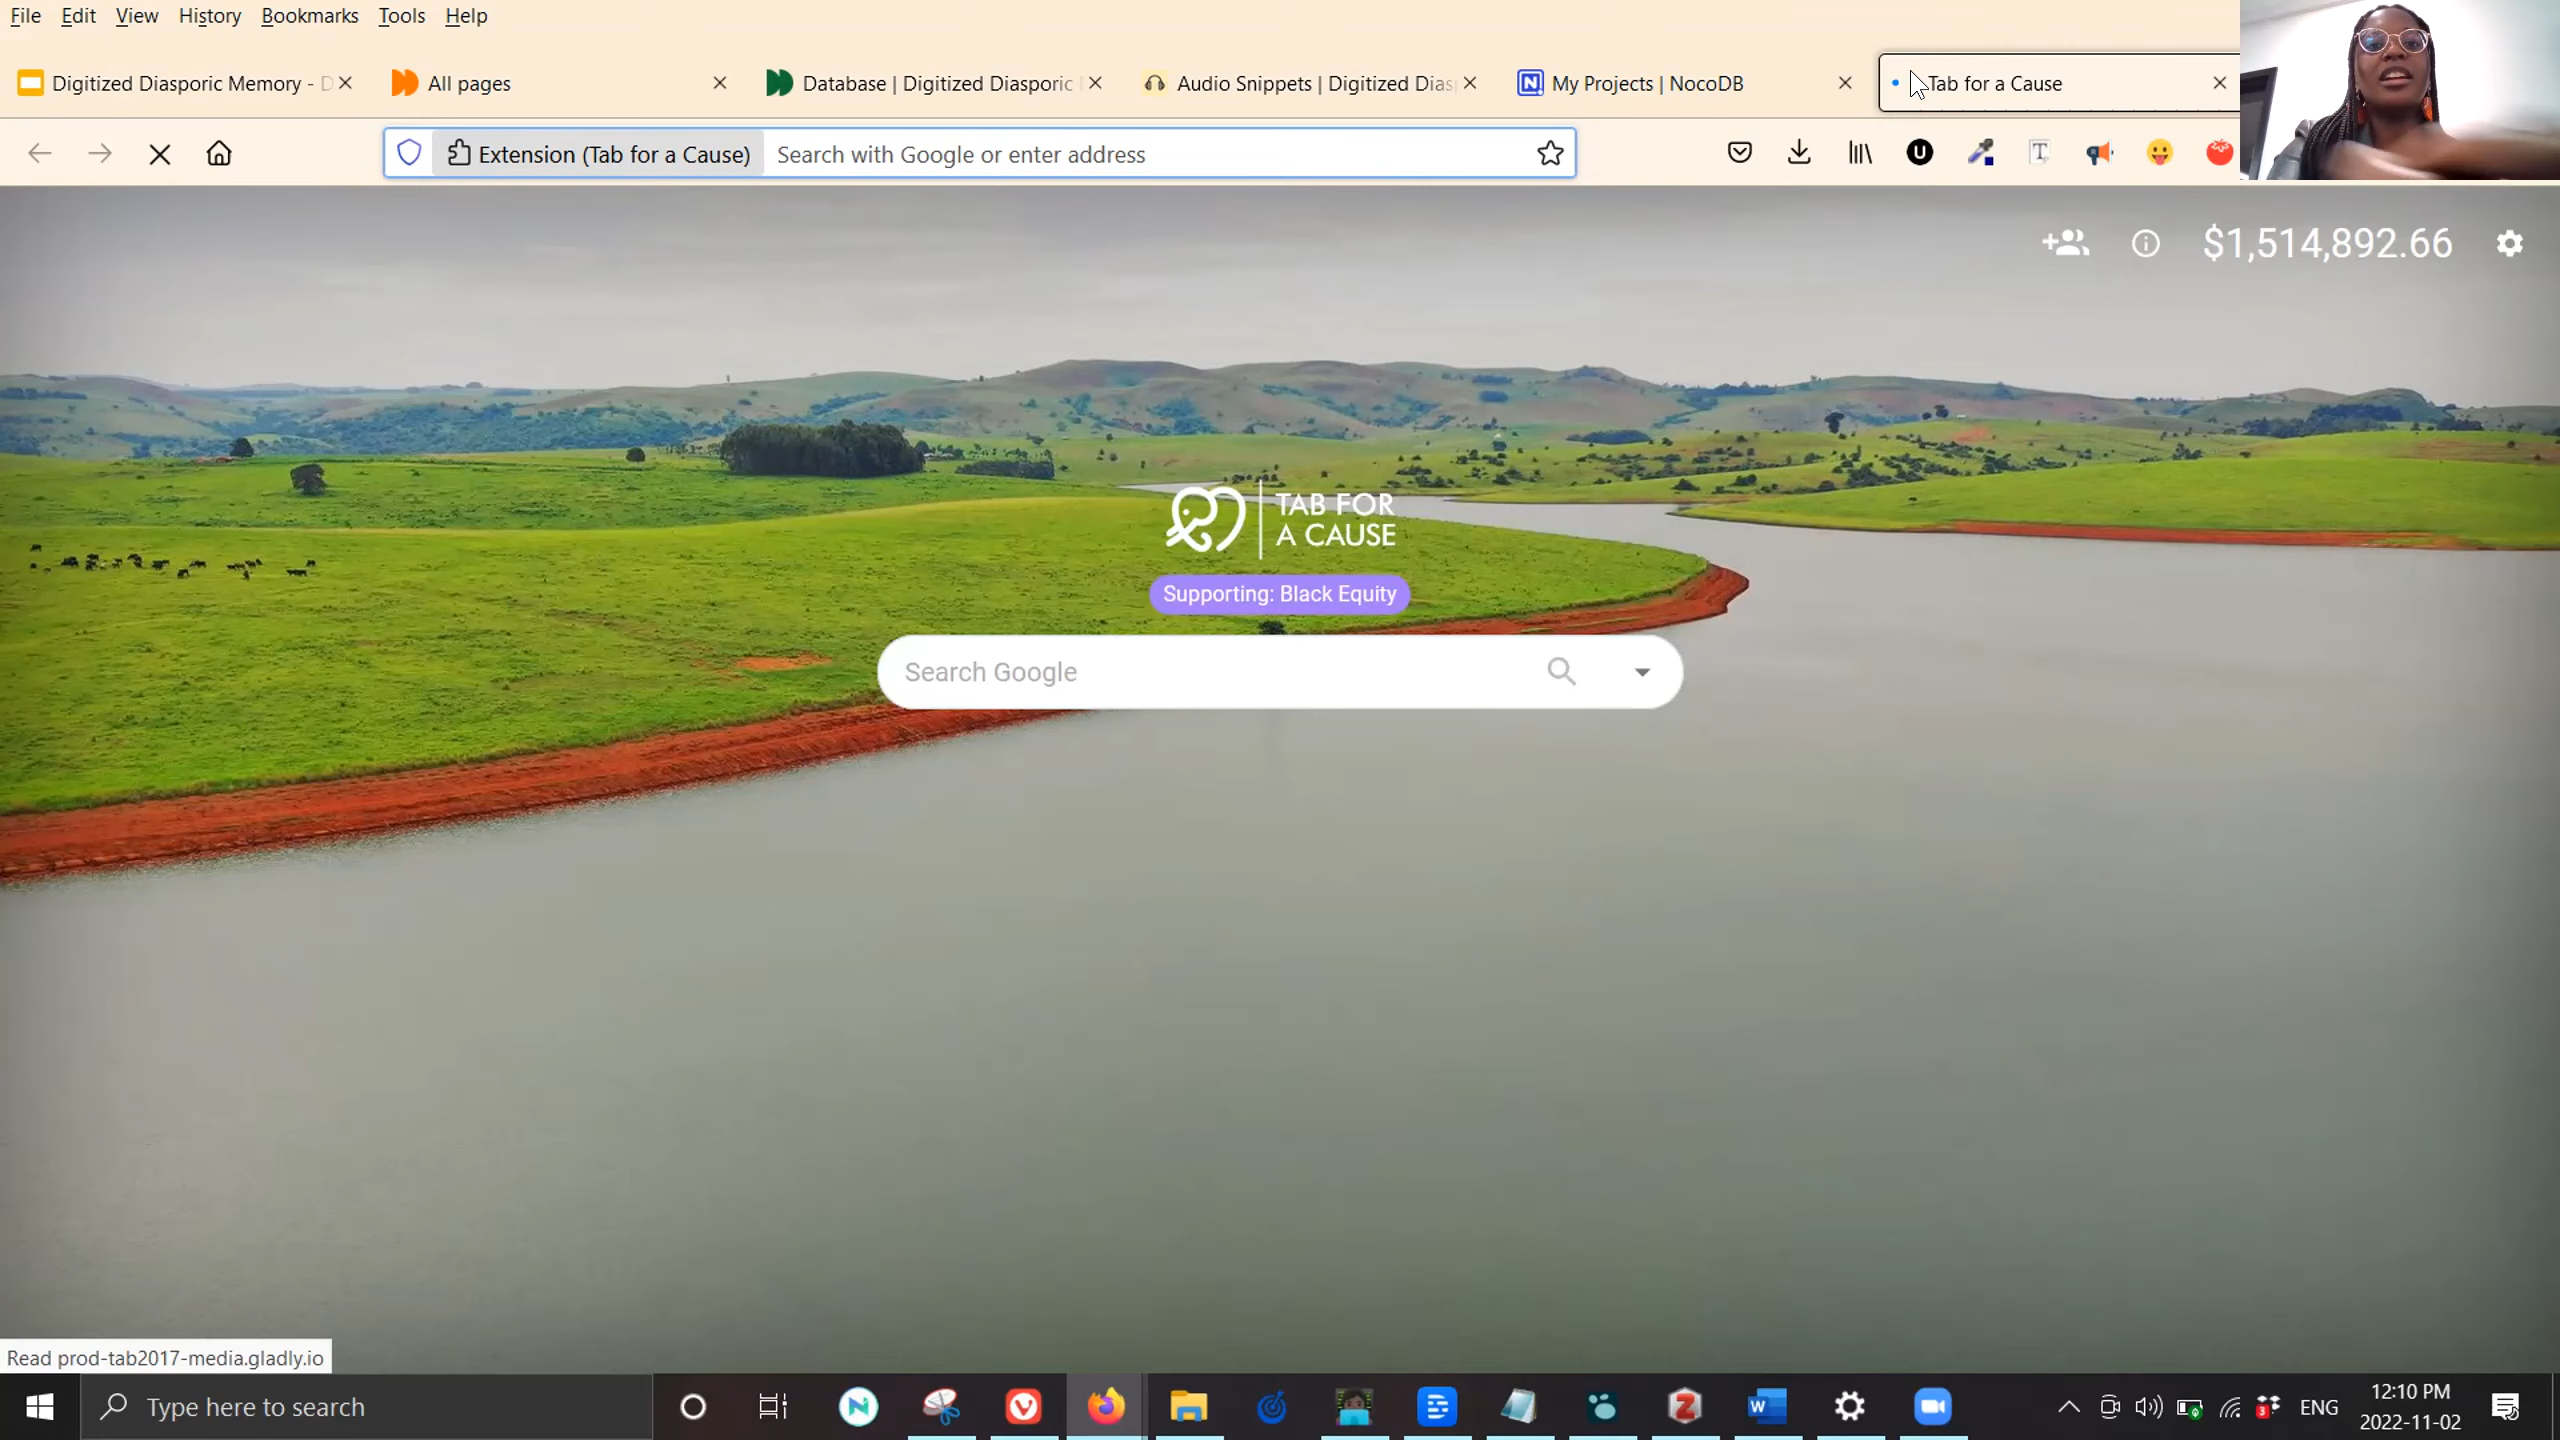 File Edit View History Bookmarks Tools Help
Digitized Diasporic Memory - D
All pages
Database | Digitized Diasporic
Audio Snippets | Digitized Dias
My Projects | NocoDB
Tab for a Cause
Extension (Tab for a Cause) Search with Google or enter address
$1,514,892.66
TAB FOR
A CAUSE
Supporting: Black Equity
Search Google
Read prod-tab2017-media.gladly.io
Type here to search
ENG
12:10 PM
2022-11-02